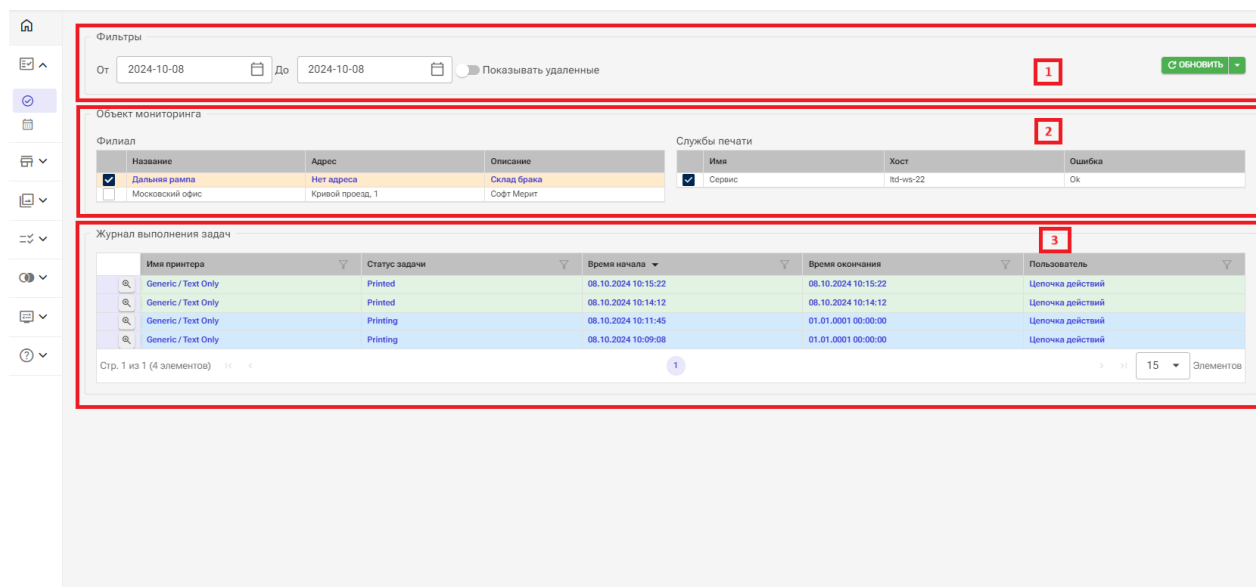 Фильтры
От 2024-10-08 До 2024-10-08 Показывать удаленные 1 ОБНОВИТЬ
Объект мониторинга 2
Филиал Службы печати
Название Адрес Описание Имя Хост Ошибка
Дальняя рампа Нет адреса Склад брака Сервис ltd-ws-22 Ok
Московский офис Кривой проезд, 1 Софт Мерит
Журнал выполнения задач 3
Имя принтера Статус задачи Время начала Время окончания Пользователь
Generic / Text Only Printed 08.10.2024 10:15:22 08.10.2024 10:15:22 Цепочка действий
Generic / Text Only Printed 08.10.2024 10:14:12 08.10.2024 10:14:12 Цепочка действий
Generic / Text Only Printing 08.10.2024 10:11:45 01.01.0001 00:00:00 Цепочка действий
Generic / Text Only Printing 08.10.2024 10:09:08 01.01.0001 00:00:00 Цепочка действий
Стр. 1 из 1 (4 элементов) 1 15 Элементов